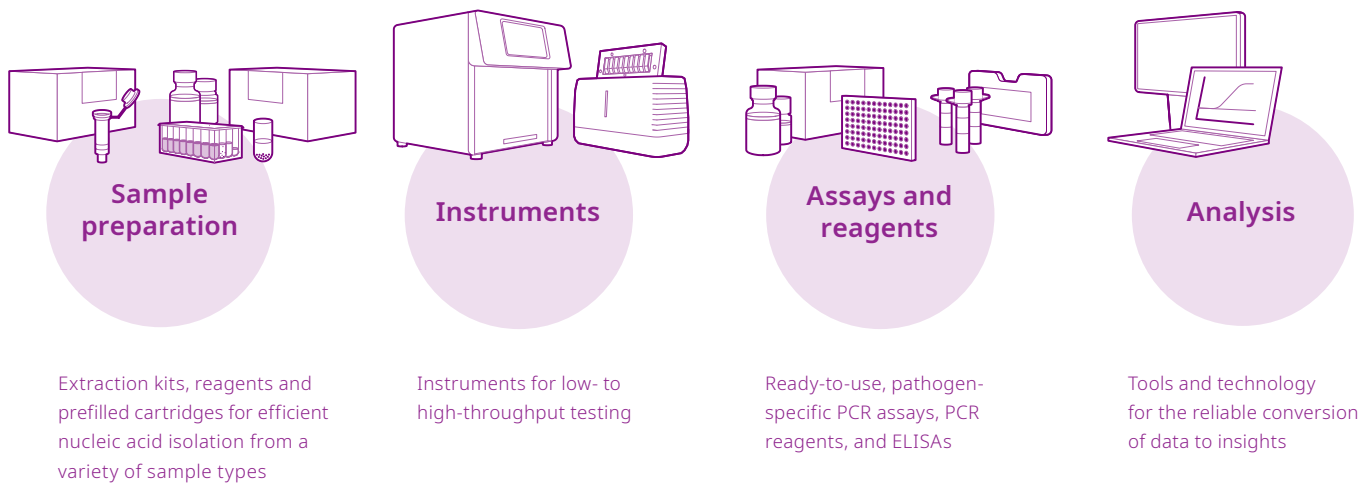 Sample
preparation
Instruments
Assays and
reagents
Analysis
Extraction kits, reagents and
prefilled cartridges for efficient
nucleic acid isolation from a
variety of sample types
Instruments for low- to
high-throughput testing
Ready-to-use, pathogen-
specific PCR assays, PCR
reagents, and ELISAs
Tools and technology
for the reliable conversion
of data to insights